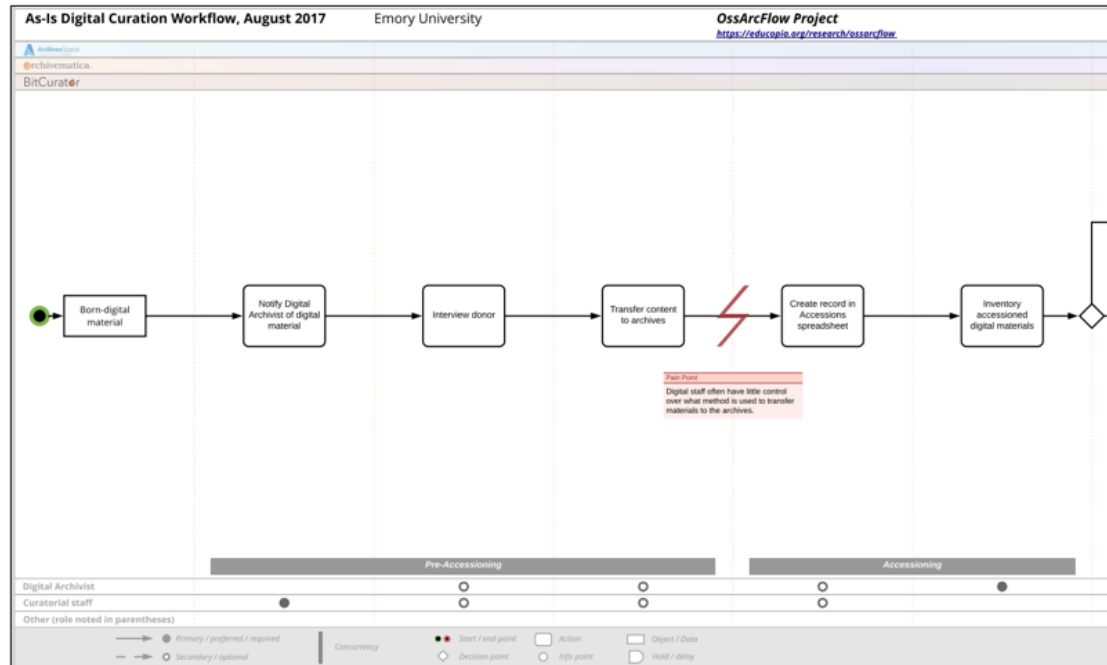 As-Is Digital Curation Workflow, August 2017
Emory University
OssArcFlow Project
https://educopia.org/research/ossarcflow
ArchivesSpace
archivematica.
BitCurator
Born-digital
material
Notify Digital
Archivist of digital
material
Interview donor
Transfer content
to archives
Create record in
Accessions
spreadsheet
Inventory
accessioned
digital materials
Pain Point
Digital staff often have little control
over what method is used to transfer
materials to the archives.
Pre-Accessioning
Accessioning
Digital Archivist
Curatorial staff
Other (role noted in parentheses)
Primary / preferred / required
Secondary / optional
Concurrency
Start / end point
Action
Object / Data
Decision point
Info point
Hold / delay